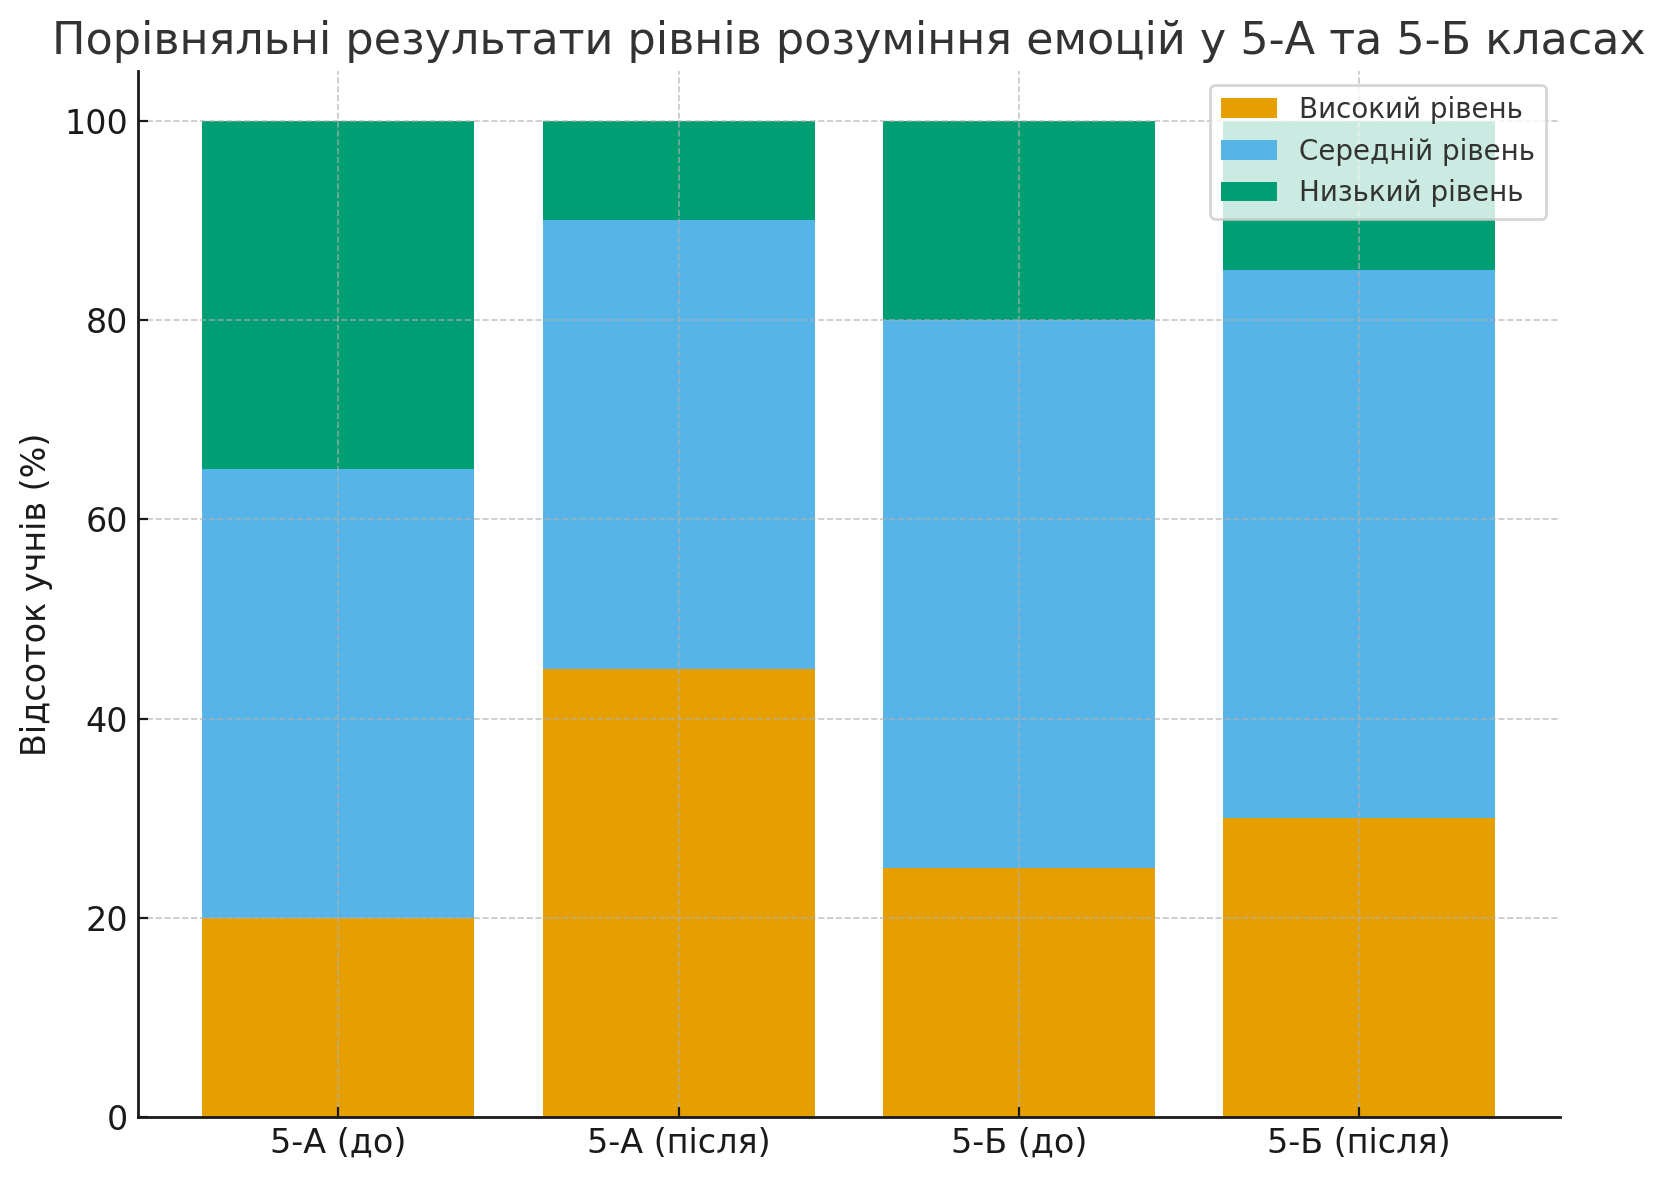 Порівняльні результати рівнів розуміння емоцій у 5-А та 5-Б класах
Високий рівень
Середній рівень
Низький рівень
Відсоток учнів (%)
100
80
60
40
20
0
5-А (до)
5-А (після)
5-Б (до)
5-Б (після)